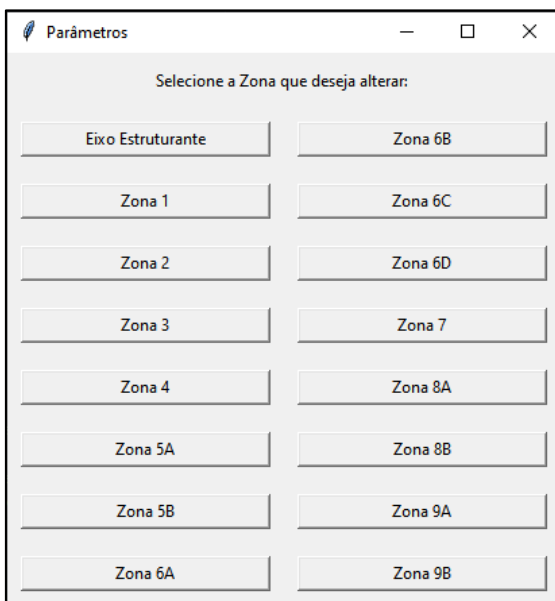 Parâmetros
Selecione a Zona que deseja alterar:
Eixo Estruturante
Zona 1
Zona 2
Zona 3
Zona 4
Zona 5A
Zona 5B
Zona 6A
Zona 6B
Zona 6C
Zona 6D
Zona 7
Zona 8A
Zona 8B
Zona 9A
Zona 9B